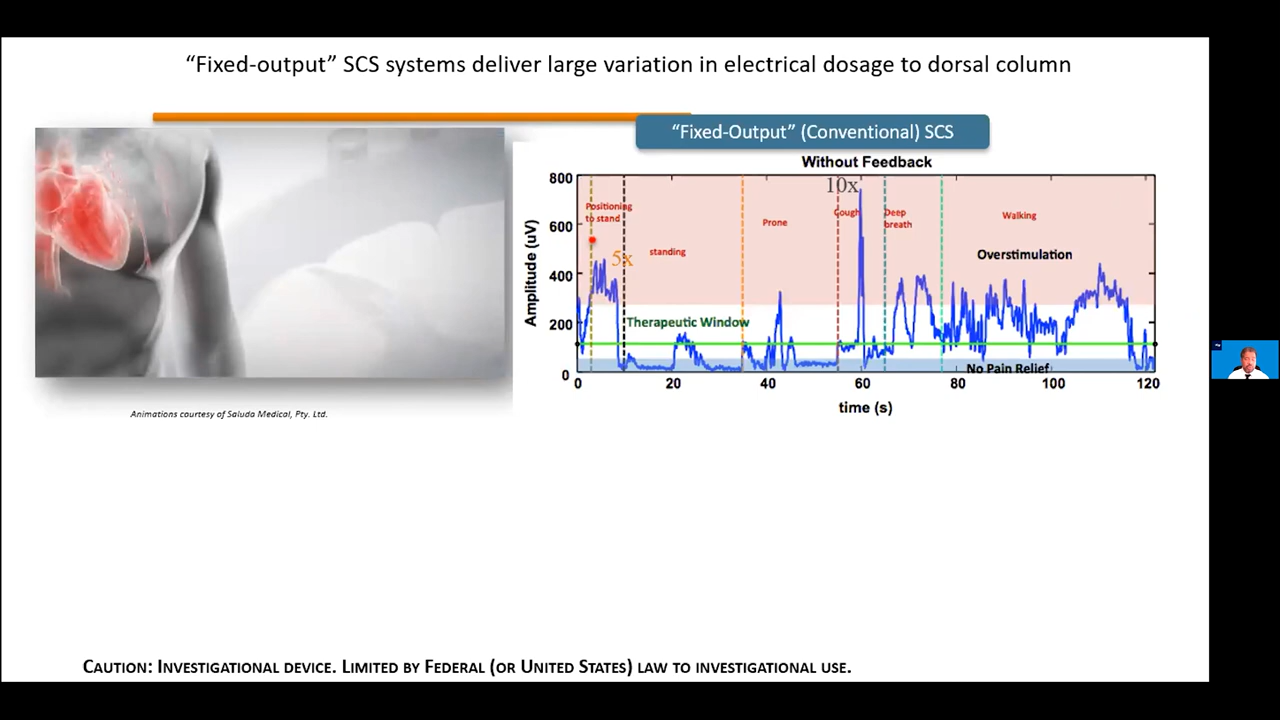 “Fixed-output” SCS systems deliver large variation in electrical dosage to dorsal column
“Fixed-Output” (Conventional) SCS
Without Feedback
Amplitude (uV)
800
600
400
200
0
10x
Positioning
to stand
5x
standing
Prone
Cough
Deep
breath
Walking
Overstimulation
Therapeutic Window
No Pain Relief
0
20
40
60
80
100
120
time (s)
Animations courtesy of Saluda Medical, Pty. Ltd.
CAUTION: INVESTIGATIONAL DEVICE. LIMITED BY FEDERAL (OR UNITED STATES) LAW TO INVESTIGATIONAL USE.